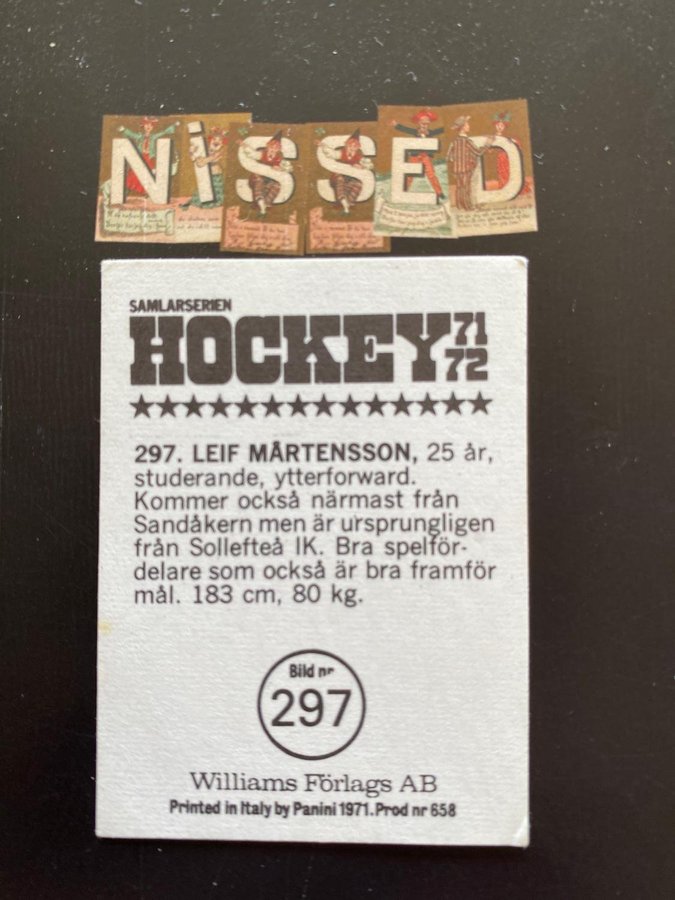 NiSSED
SAMLARSERIEN
HOCKEY 71
72
297. LEIF MÅRTENSSON, 25 år,
studerande, ytterforward.
Kommer också närmast från
Sandåkern men är ursprungligen
från Sollefteå IK. Bra spelför-
delare som också är bra framför
mål. 183 cm, 80 kg.
Bild nr
297
Williams Förlags AB
Printed in Italy by Panini 1971. Prod nr 658